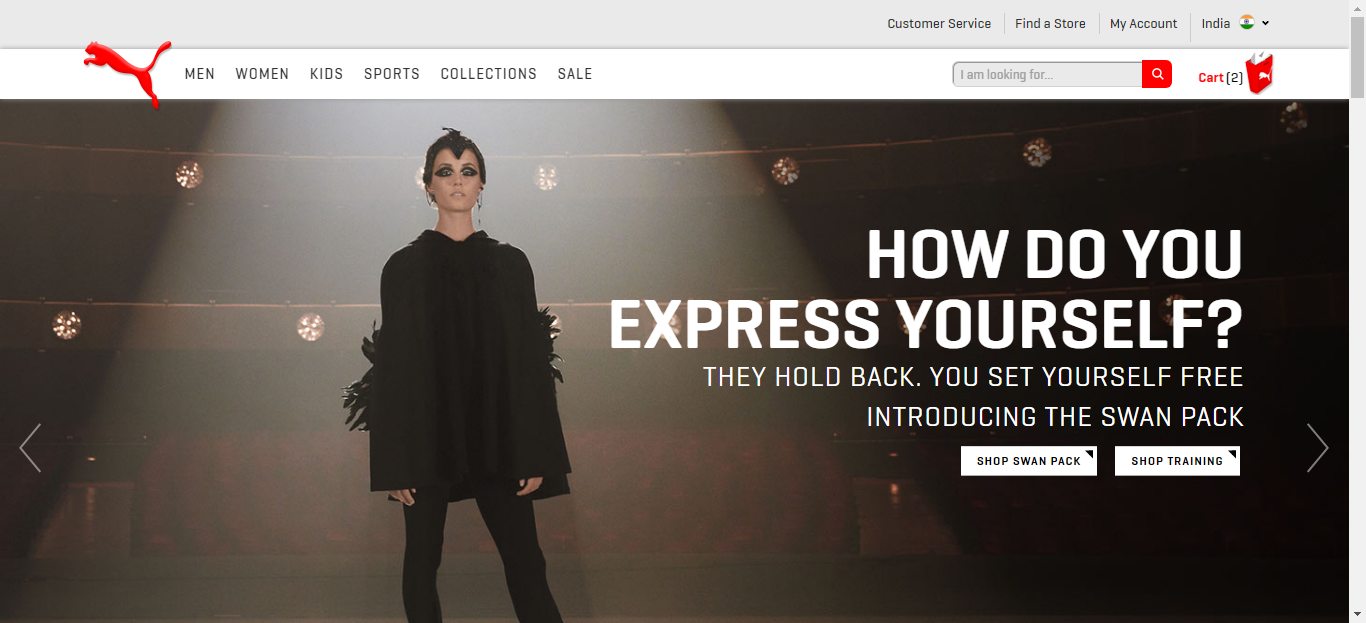 Customer Service
Find a Store
My Account
India
MEN
WOMEN
KIDS
SPORTS
COLLECTIONS
SALE
I am looking for...
Cart [2]
HOW DO YOU
EXPRESS YOURSELF?
THEY HOLD BACK. YOU SET YOURSELF FREE
INTRODUCING THE SWAN PACK
SHOP SWAN PACK
SHOP TRAINING